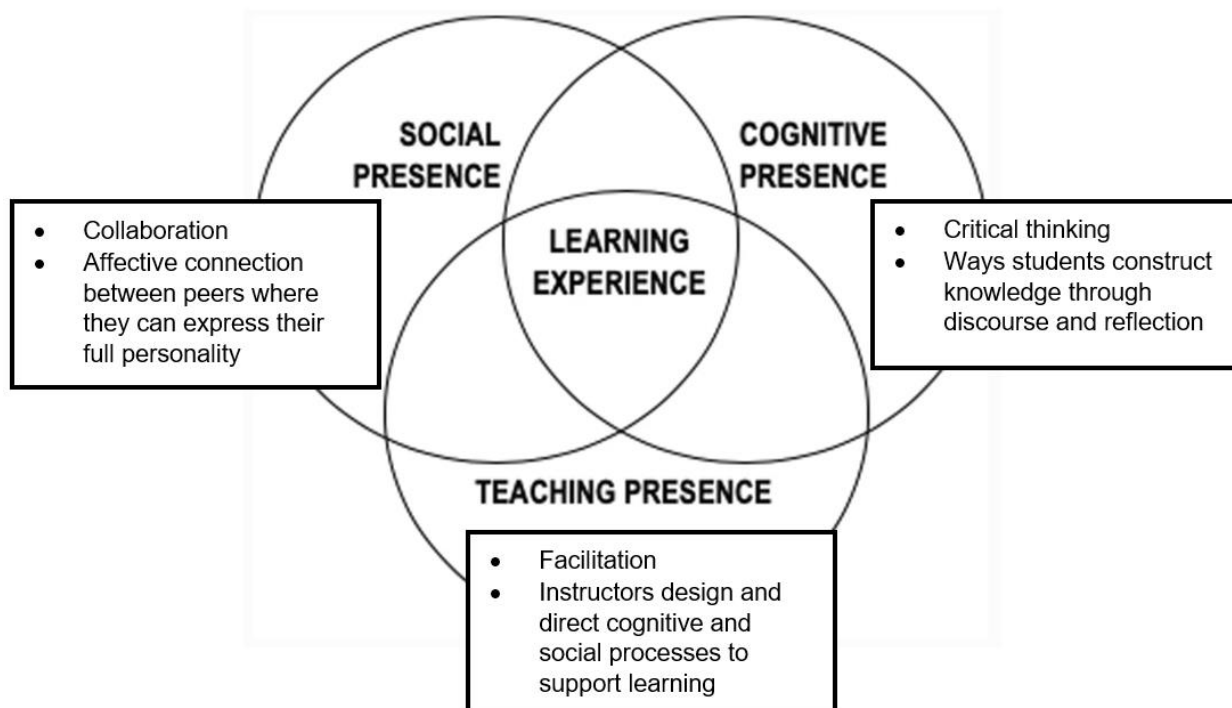 SOCIAL
PRESENCE
COGNITIVE
PRESENCE
LEARNING
EXPERIENCE
• Collaboration
• Affective connection
between peers where
they can express their
full personality
• Critical thinking
• Ways students construct
knowledge through
discourse and reflection
TEACHING PRESENCE
• Facilitation
• Instructors design and
direct cognitive and
social processes to
support learning